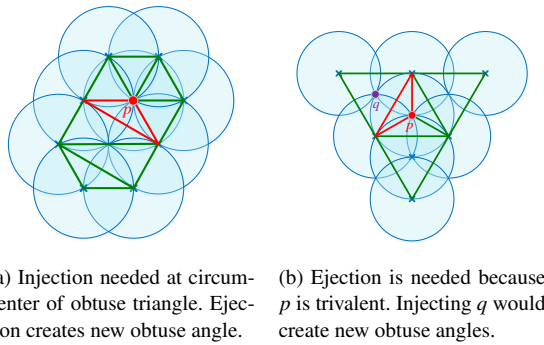 p
q
p
a) Injection needed at circum-
enter of obtuse triangle. Ejec-
on creates new obtuse angle.
(b) Ejection is needed because
p is trivalent. Injecting q would
create new obtuse angles.